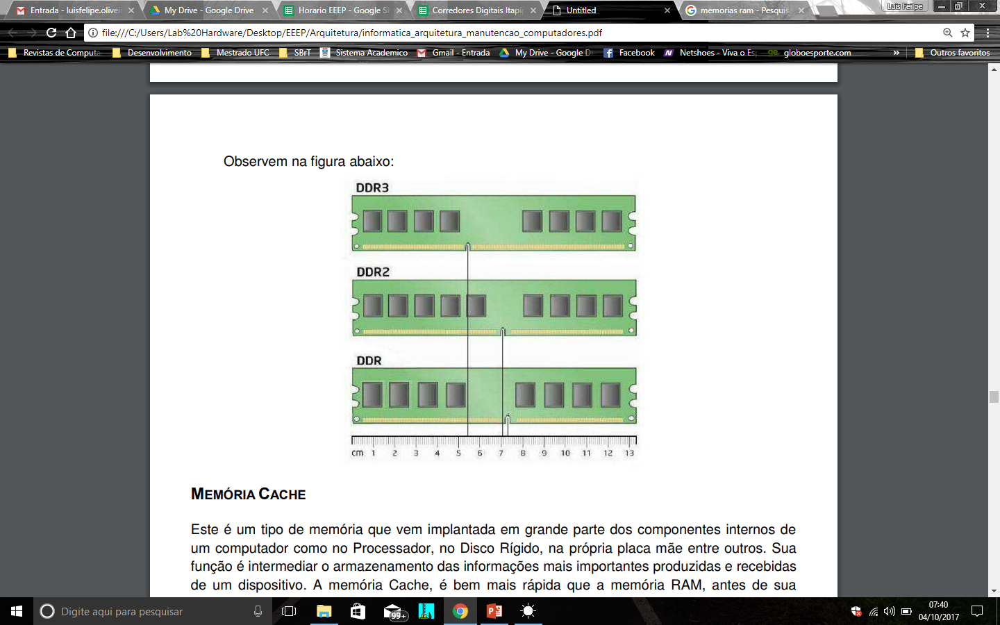 Entrada - luisfelipe.olivei
My Drive - Google Drive
Horario EEEP - Google Sh
Corredores Digitais Itapip
Untitled
memorias ram - Pesquis
Luis Felipe
file:///C:/Users/Lab%20Hardware/Desktop/EEEP/Arquitetura/informatica_arquitetura_manutencao_computadores.pdf
Revistas de Computa
Desenvolvimento
Mestrado UFC
SBrT
Sistema Academico
Gmail - Entrada
My Drive - Google Dr
Facebook
Netshoes - Viva o Esp
globoesporte.com
»
Outros favoritos
Observem na figura abaixo:
DDR3
DDR2
DDR
cm 1 2 3 4 5 6 7 8 9 10 11 12 13
MEMÓRIA CACHE
Este é um tipo de memória que vem implantada em grande parte dos componentes internos de
um computador como no Processador, no Disco Rígido, na própria placa mãe entre outros. Sua
função é intermediar o armazenamento das informações mais importantes produzidas e recebidas
de um dispositivo. A memória Cache, é bem mais rápida que a memória RAM, antes de sua
Digite aqui para pesquisar
99+
07:40
04/10/2017